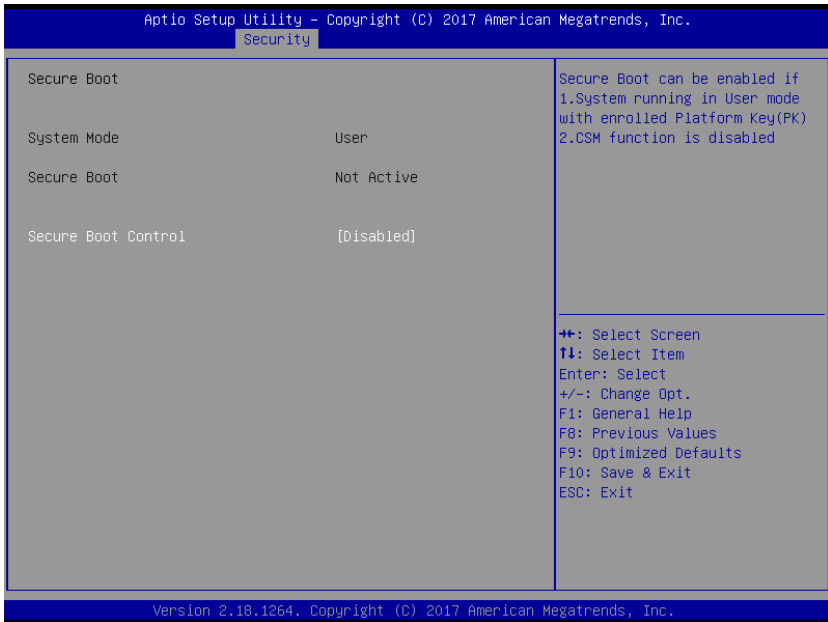 Aptio Setup Utility – Copyright (C) 2017 American Megatrends, Inc.
Security
Secure Boot
System Mode User
Secure Boot Not Active
Secure Boot Control [Disabled]
Secure Boot can be enabled if
1.System running in User mode
with enrolled Platform Key(PK)
2.CSM function is disabled
→←: Select Screen
↑↓: Select Item
Enter: Select
+/-: Change Opt.
F1: General Help
F8: Previous Values
F9: Optimized Defaults
F10: Save & Exit
ESC: Exit
Version 2.18.1264. Copyright (C) 2017 American Megatrends, Inc.